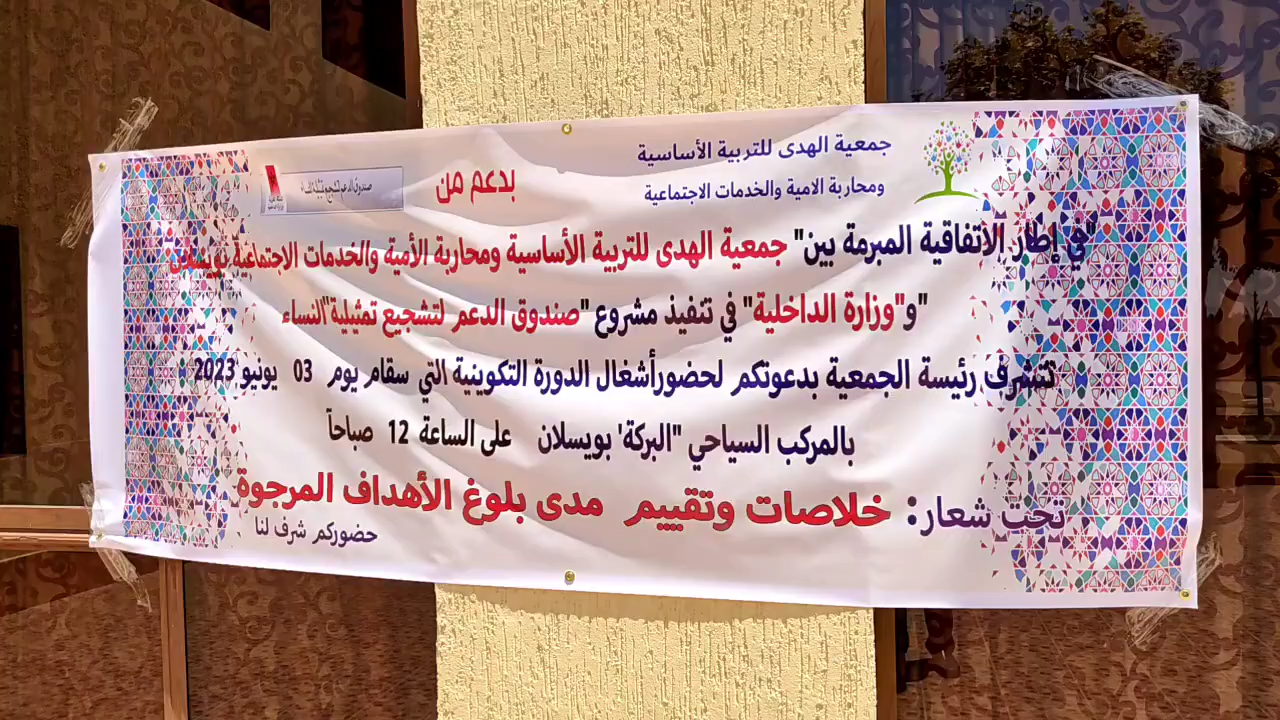 جمعية الهدى للتربية الأساسية
ومحاربة الامية والخدمات الاجتماعية
بدعم من
"في إطار الاتفاقية المبرمة بين" جمعية الهدى للتربية الأساسية ومحاربة الأمية والخدمات الاجتماعية بويسلان
"و"وزارة الداخلية" في تنفيذ مشروع "صندوق الدعم لتشجيع تمثيلية"النساء
تتشرف رئيسة الجمعية بدعوتكم لحضورأشغال الدورة التكوينية التي سقام يوم 03 يونيو 2023
بالمركب السياحي "البركة' بويسلان على الساعة 12 صباحاً
تحت شعار: خلاصات وتقييم مدى بلوغ الأهداف المرجوة
حضوركم شرف لنا